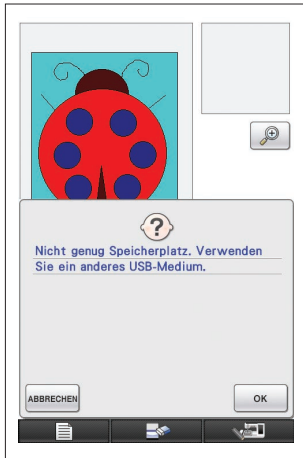 ?
Nicht genug Speicherplatz. Verwenden
Sie ein anderes USB-Medium.
ABBRECHEN
OK